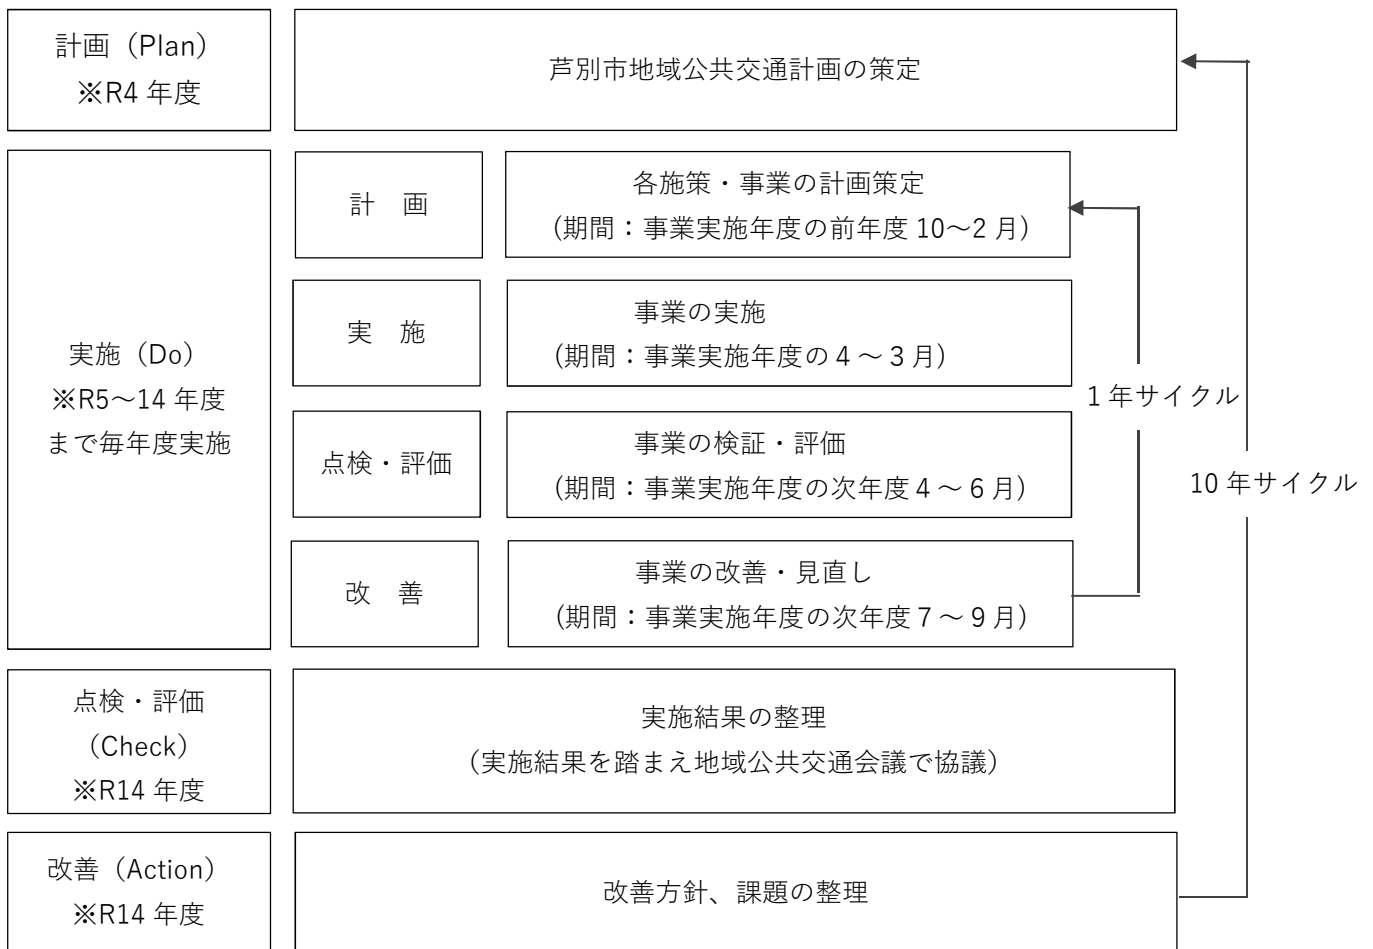 計画（Plan）
※R4 年度
芦別市地域公共交通計画の策定
実施（Do）
※R5～14 年度
まで毎年度実施
計　画
各施策・事業の計画策定
（期間：事業実施年度の前年度 10～2 月）
実　施
事業の実施
（期間：事業実施年度の 4 ～ 3 月）
点検・評価
事業の検証・評価
（期間：事業実施年度の次年度 4 ～ 6 月）
改　善
事業の改善・見直し
（期間：事業実施年度の次年度 7 ～ 9 月）
1 年サイクル
10 年サイクル
点検・評価
（Check）
※R14 年度
実施結果の整理
（実施結果を踏まえ地域公共交通会議で協議）
改善（Action）
※R14 年度
改善方針、課題の整理